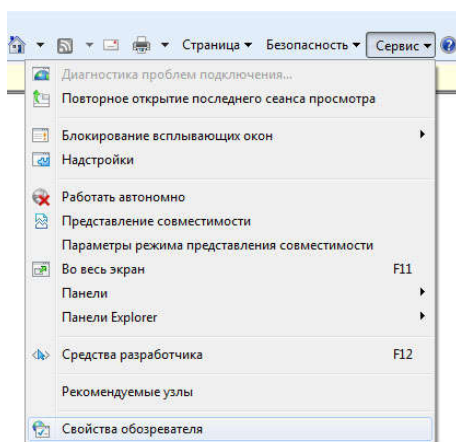 Страница Безопасность Сервис
Диагностика проблем подключения...
Повторное открытие последнего сеанса просмотра
Блокирование всплывающих окон
Надстройки
Работать автономно
Представление совместимости
Параметры режима представления совместимости
Во весь экран F11
Панели
Панели Explorer
Средства разработчика F12
Рекомендуемые узлы
Свойства обозревателя